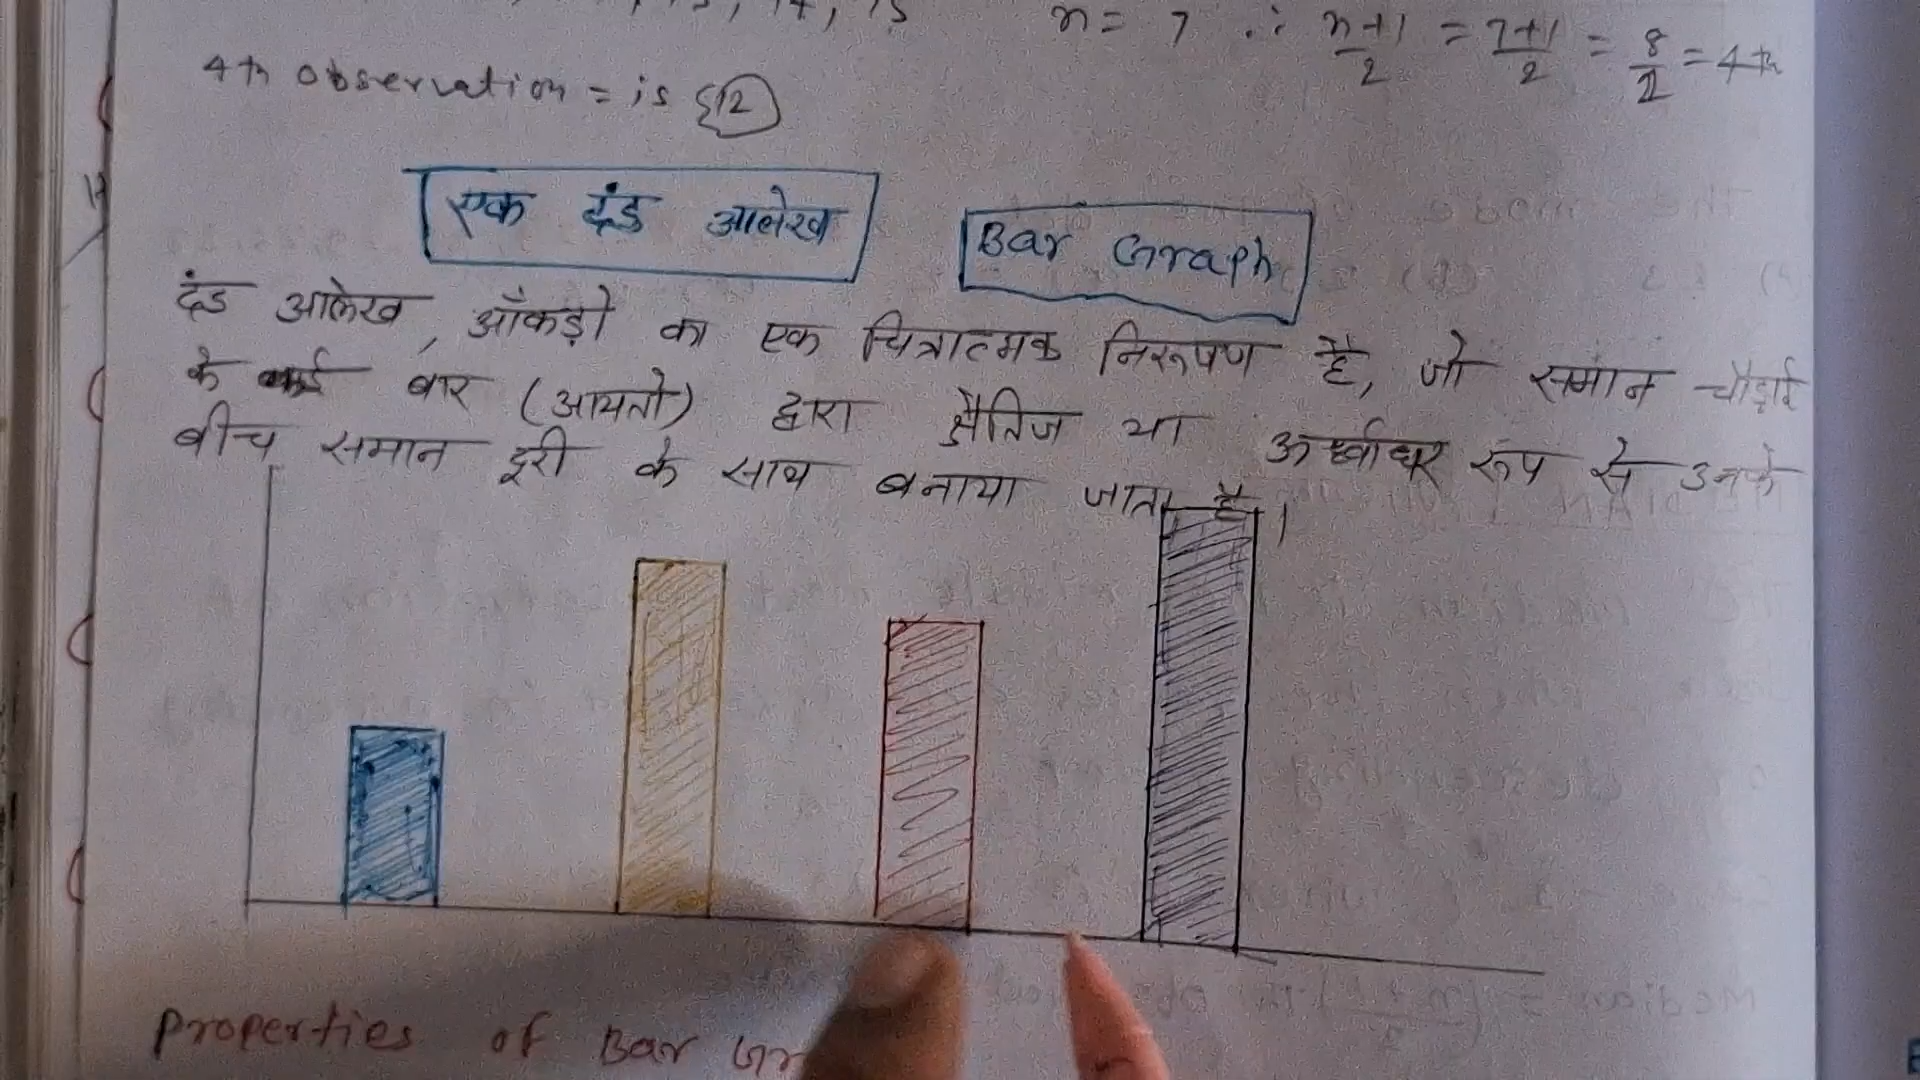 n = 7 ∴ n+1/2 = 7+1/2 = 8/2 = 4th
4th observation = is 12
एक दंड आलेख
Bar Graph
दंड आलेख, आँकड़ो का एक चित्रात्मक निरूपण है, जो समान चौड़ाई
के कई बार (आयतो) द्वारा क्षैतिज या ऊर्ध्वाधर रूप से उनके
बीच समान दूरी के साथ बनाया जाता है।
Properties of Bar